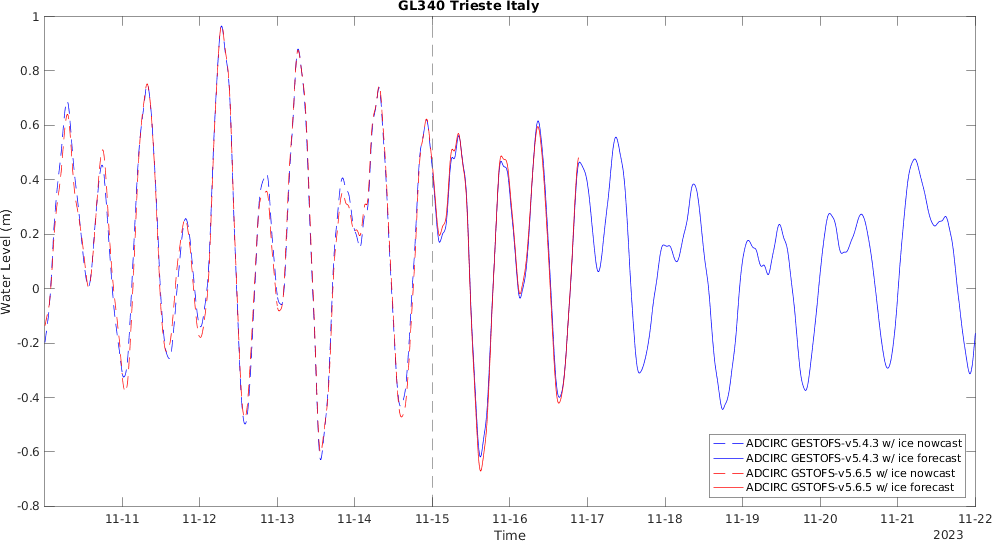 GL340 Trieste Italy
1
0.8
0.6
0.4
0.2
0
-0.2
-0.4
-0.6
-0.8
Water Level (m)
ADCIRC GESTOFS-v5.4.3 w/ ice nowcast
ADCIRC GESTOFS-v5.4.3 w/ ice forecast
ADCIRC GSTOFS-v5.6.5 w/ ice nowcast
ADCIRC GSTOFS-v5.6.5 w/ ice forecast
11-11 11-12 11-13 11-14 11-15 11-16 11-17 11-18 11-19 11-20 11-21 11-22
Time
2023